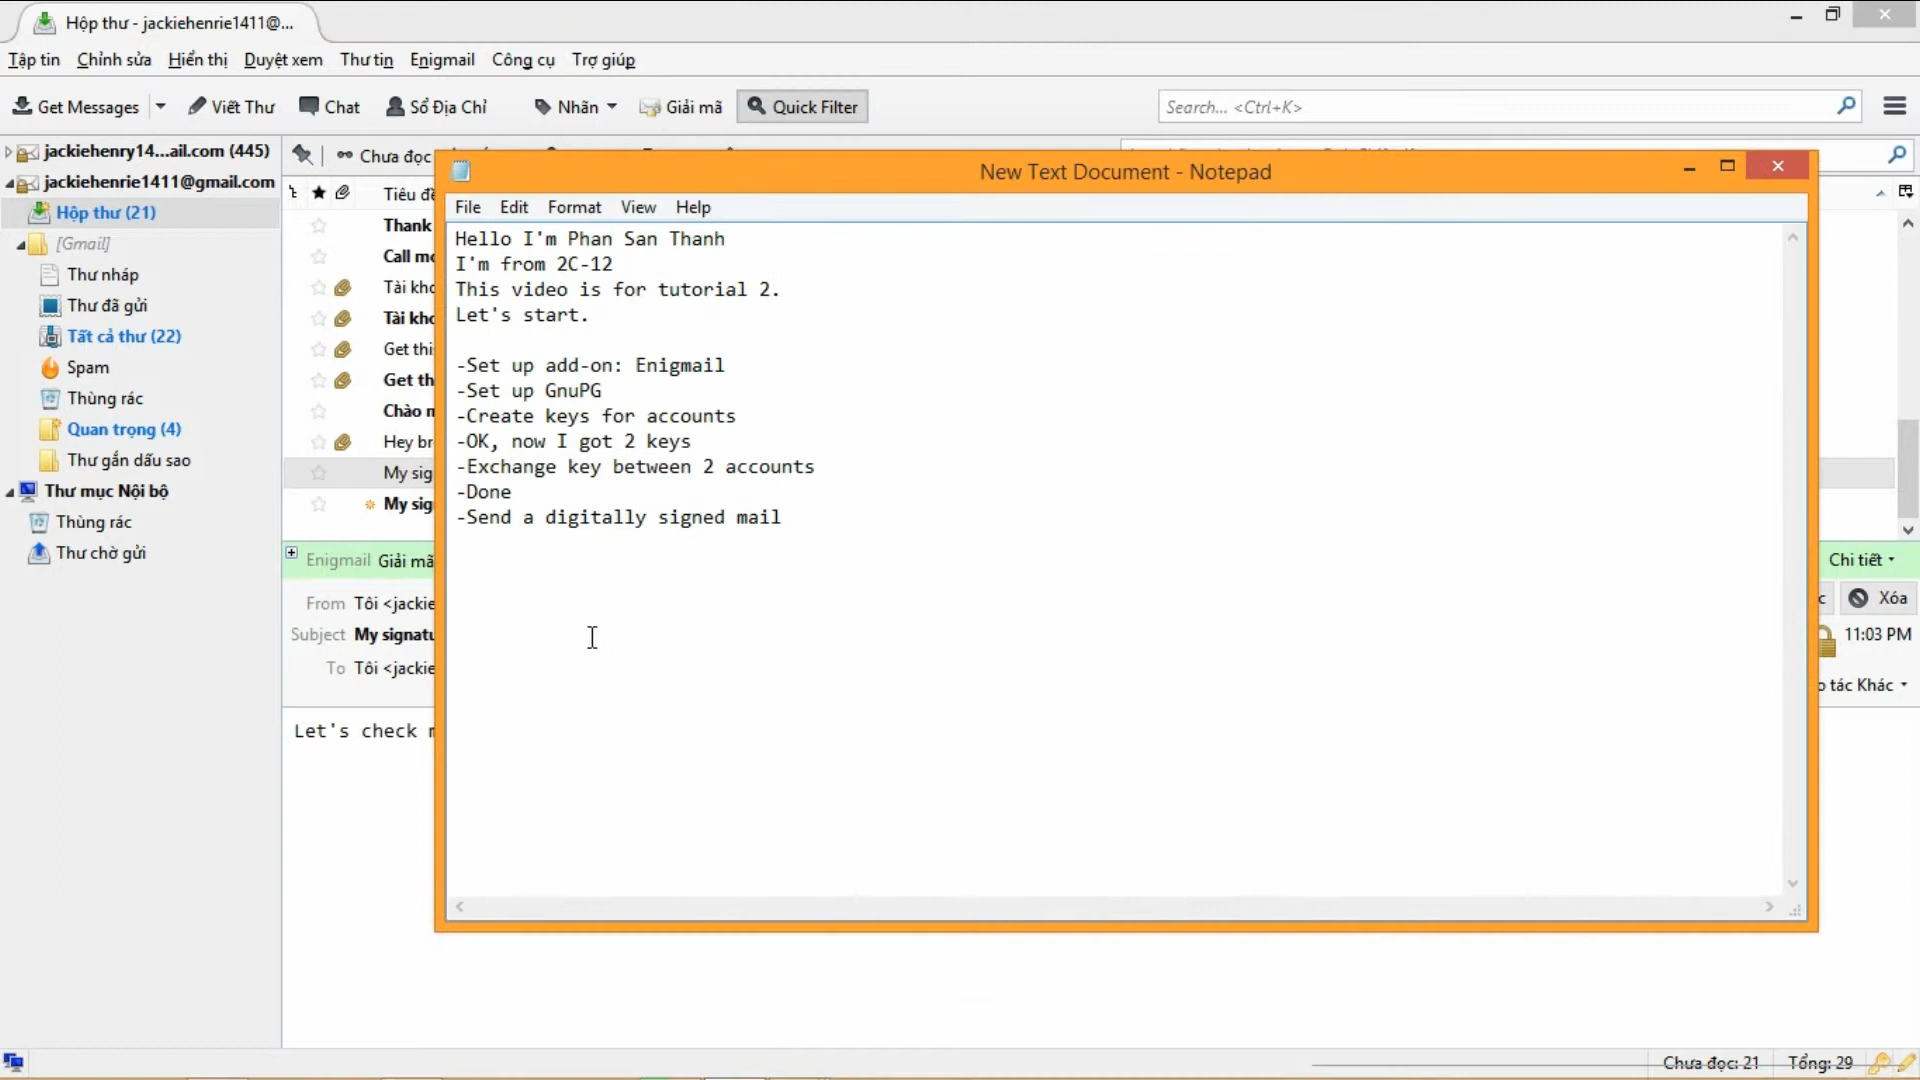 Hộp thư - jackiehenrie1411@...
Tập tin Chỉnh sửa Hiển thị Duyệt xem Thư tin Enigmail Công cụ Trợ giúp
Get Messages Viết Thư Chat Sổ Địa Chỉ Nhãn Giải mã Quick Filter Search... <Ctrl+K>
jackiehenry14...ail.com (445)
jackiehenrie1411@gmail.com
Hộp thư (21)
[Gmail]
Thư nháp
Thư đã gửi
Tất cả thư (22)
Spam
Thùng rác
Quan trọng (4)
Thư gắn dấu sao
Thư mục Nội bộ
Thùng rác
Thư chờ gửi
Chưa đọc
Tiêu đề
Thank
Call
Tài
Tài
Get
Get
Chào
Hey
My
My
Enigmail Giải mã
Chi tiết
From Tôi
Xóa
Subject My
11:03 PM
To Tôi
tác Khác
Let's check
New Text Document - Notepad
File Edit Format View Help
Hello I'm Phan San Thanh
I'm from 2C-12
This video is for tutorial 2.
Let's start.
-Set up add-on: Enigmail
-Set up GnuPG
-Create keys for accounts
-OK, now I got 2 keys
-Exchange key between 2 accounts
-Done
-Send a digitally signed mail
Chưa đọc: 21 Tổng: 29